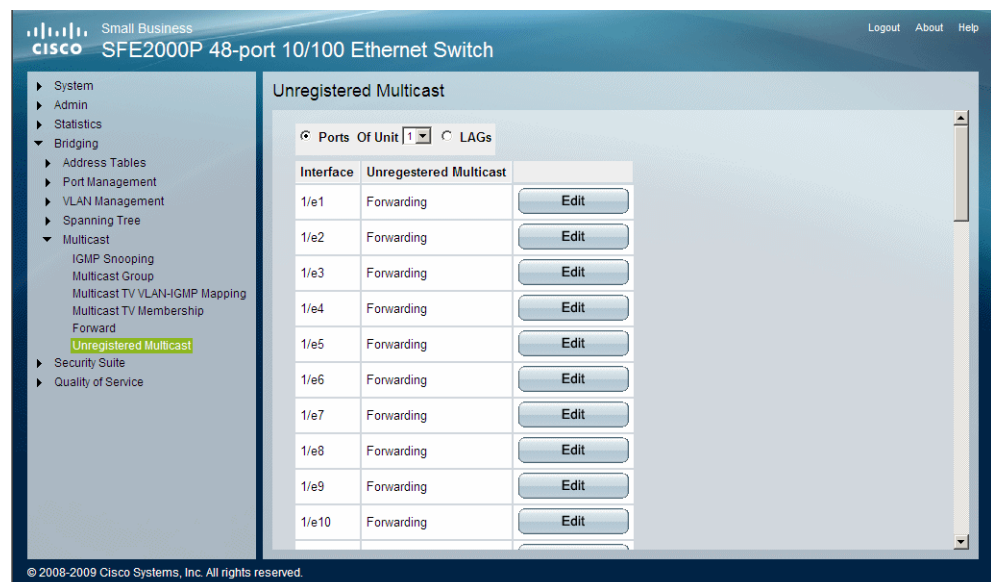 Small Business
CISCO SFE2000P 48-port 10/100 Ethernet Switch
Logout About Help
System
Admin
Statistics
Bridging
Address Tables
Port Management
VLAN Management
Spanning Tree
Multicast
IGMP Snooping
Multicast Group
Multicast TV VLAN-IGMP Mapping
Multicast TV Membership
Forward
Unregistered Multicast
Security Suite
Quality of Service
Unregistered Multicast
Ports Of Unit 1 LAGs
Interface Unregestered Multicast
1/e1 Forwarding Edit
1/e2 Forwarding Edit
1/e3 Forwarding Edit
1/e4 Forwarding Edit
1/e5 Forwarding Edit
1/e6 Forwarding Edit
1/e7 Forwarding Edit
1/e8 Forwarding Edit
1/e9 Forwarding Edit
1/e10 Forwarding Edit
© 2008-2009 Cisco Systems, Inc. All rights reserved.